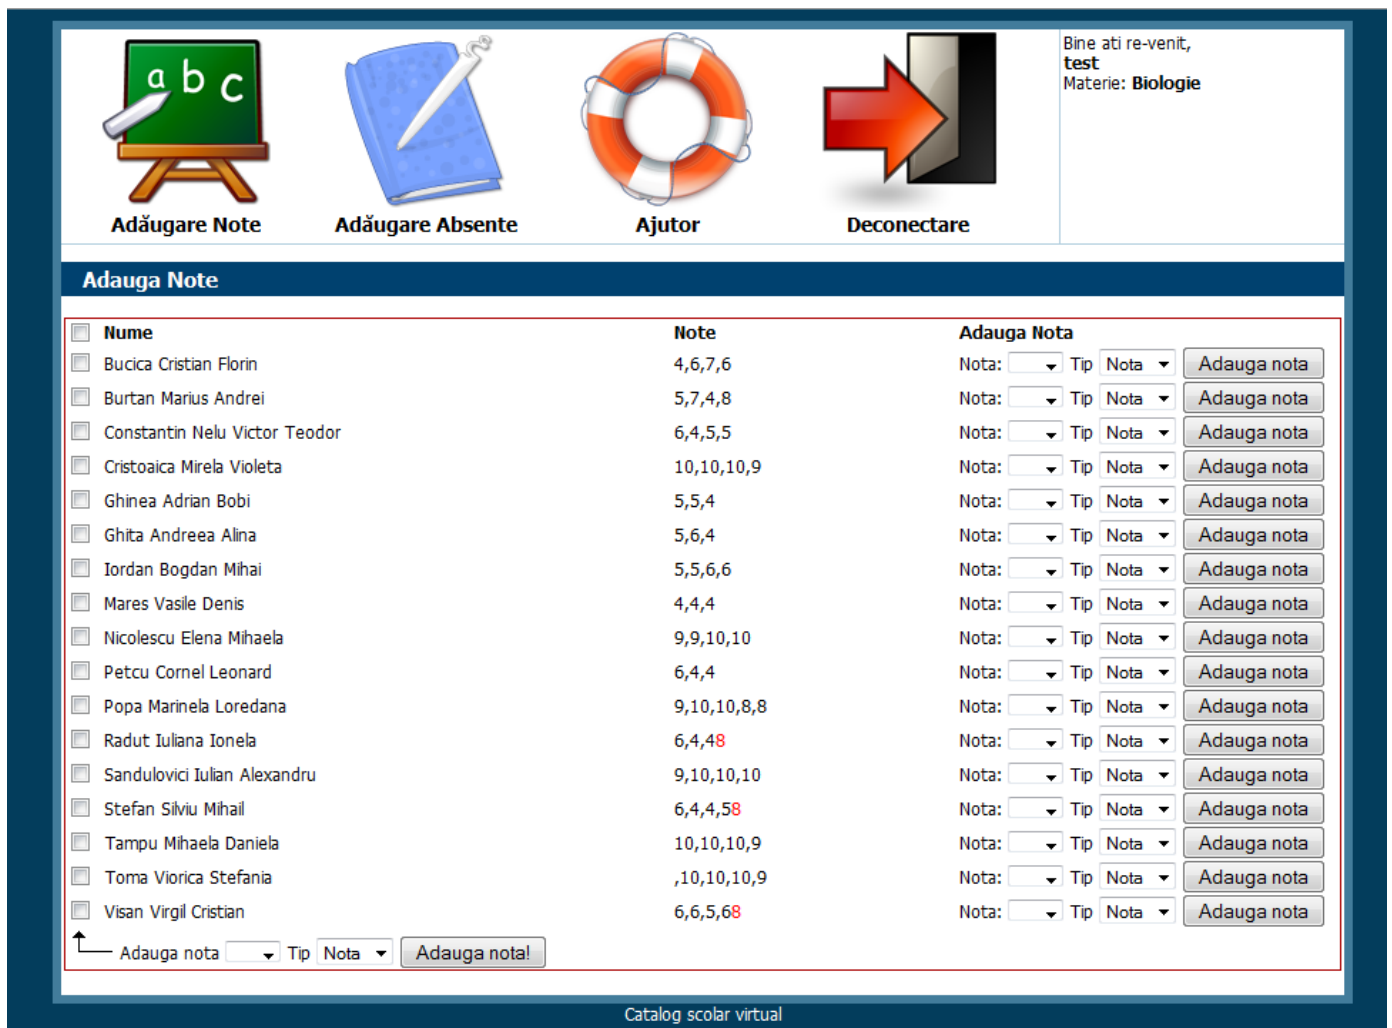 a b c
Adăugare Note Adăugare Absente Ajutor Deconectare
Bine ati re-venit,
test
Materie: Biologie
Adauga Note
Nume Note Adauga Nota
Bucica Cristian Florin 4,6,7,6 Nota: Tip Nota Adauga nota
Burtan Marius Andrei 5,7,4,8 Nota: Tip Nota Adauga nota
Constantin Nelu Victor Teodor 6,4,5,5 Nota: Tip Nota Adauga nota
Cristoaica Mirela Violeta 10,10,10,9 Nota: Tip Nota Adauga nota
Ghinea Adrian Bobi 5,5,4 Nota: Tip Nota Adauga nota
Ghita Andreea Alina 5,6,4 Nota: Tip Nota Adauga nota
Iordan Bogdan Mihai 5,5,6,6 Nota: Tip Nota Adauga nota
Mares Vasile Denis 4,4,4 Nota: Tip Nota Adauga nota
Nicolescu Elena Mihaela 9,9,10,10 Nota: Tip Nota Adauga nota
Petcu Cornel Leonard 6,4,4 Nota: Tip Nota Adauga nota
Popa Marinela Loredana 9,10,10,8,8 Nota: Tip Nota Adauga nota
Radut Iuliana Ionela 6,4,48 Nota: Tip Nota Adauga nota
Sandulovici Iulian Alexandru 9,10,10,10 Nota: Tip Nota Adauga nota
Stefan Silviu Mihail 6,4,4,58 Nota: Tip Nota Adauga nota
Tampu Mihaela Daniela 10,10,10,9 Nota: Tip Nota Adauga nota
Toma Viorica Stefania ,10,10,10,9 Nota: Tip Nota Adauga nota
Visan Virgil Cristian 6,6,5,68 Nota: Tip Nota Adauga nota
Adauga nota Tip Nota Adauga nota!
Catalog scolar virtual